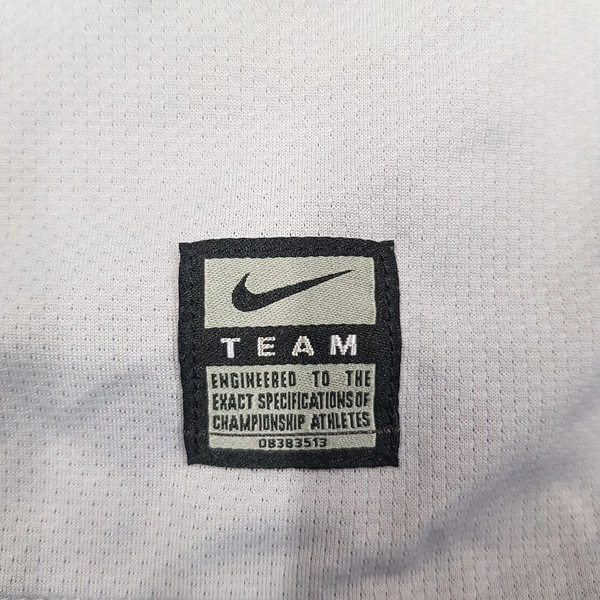 TEAM
ENGINEERED TO THE
EXACT SPECIFICATIONS OF
CHAMPIONSHIP ATHLETES
08383513